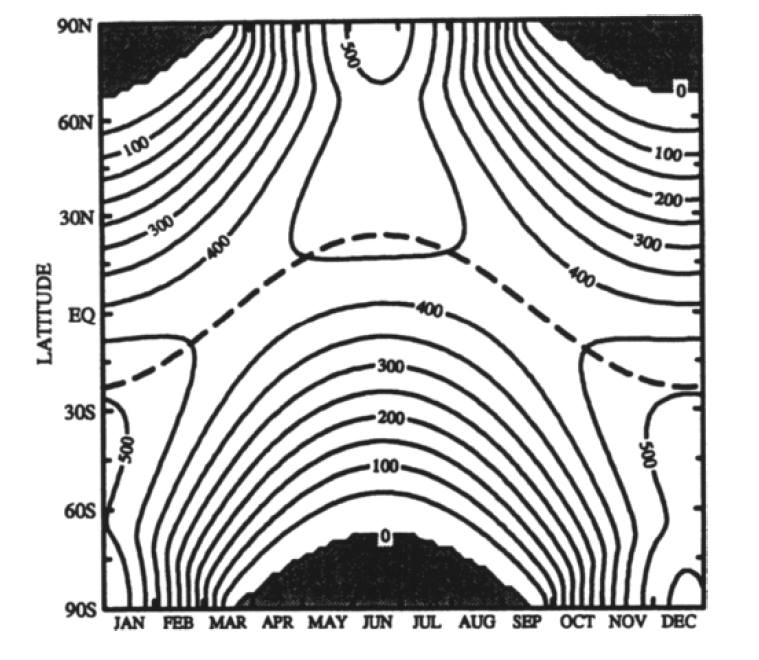 90N
500
0
60N
100
100
200
30N
300
300
400
400
LATITUDE
EQ
400
300
30S
200
500
500
100
60S
0
90S
JAN FEB MAR APR MAY JUN JUL AUG SEP OCT NOV DEC